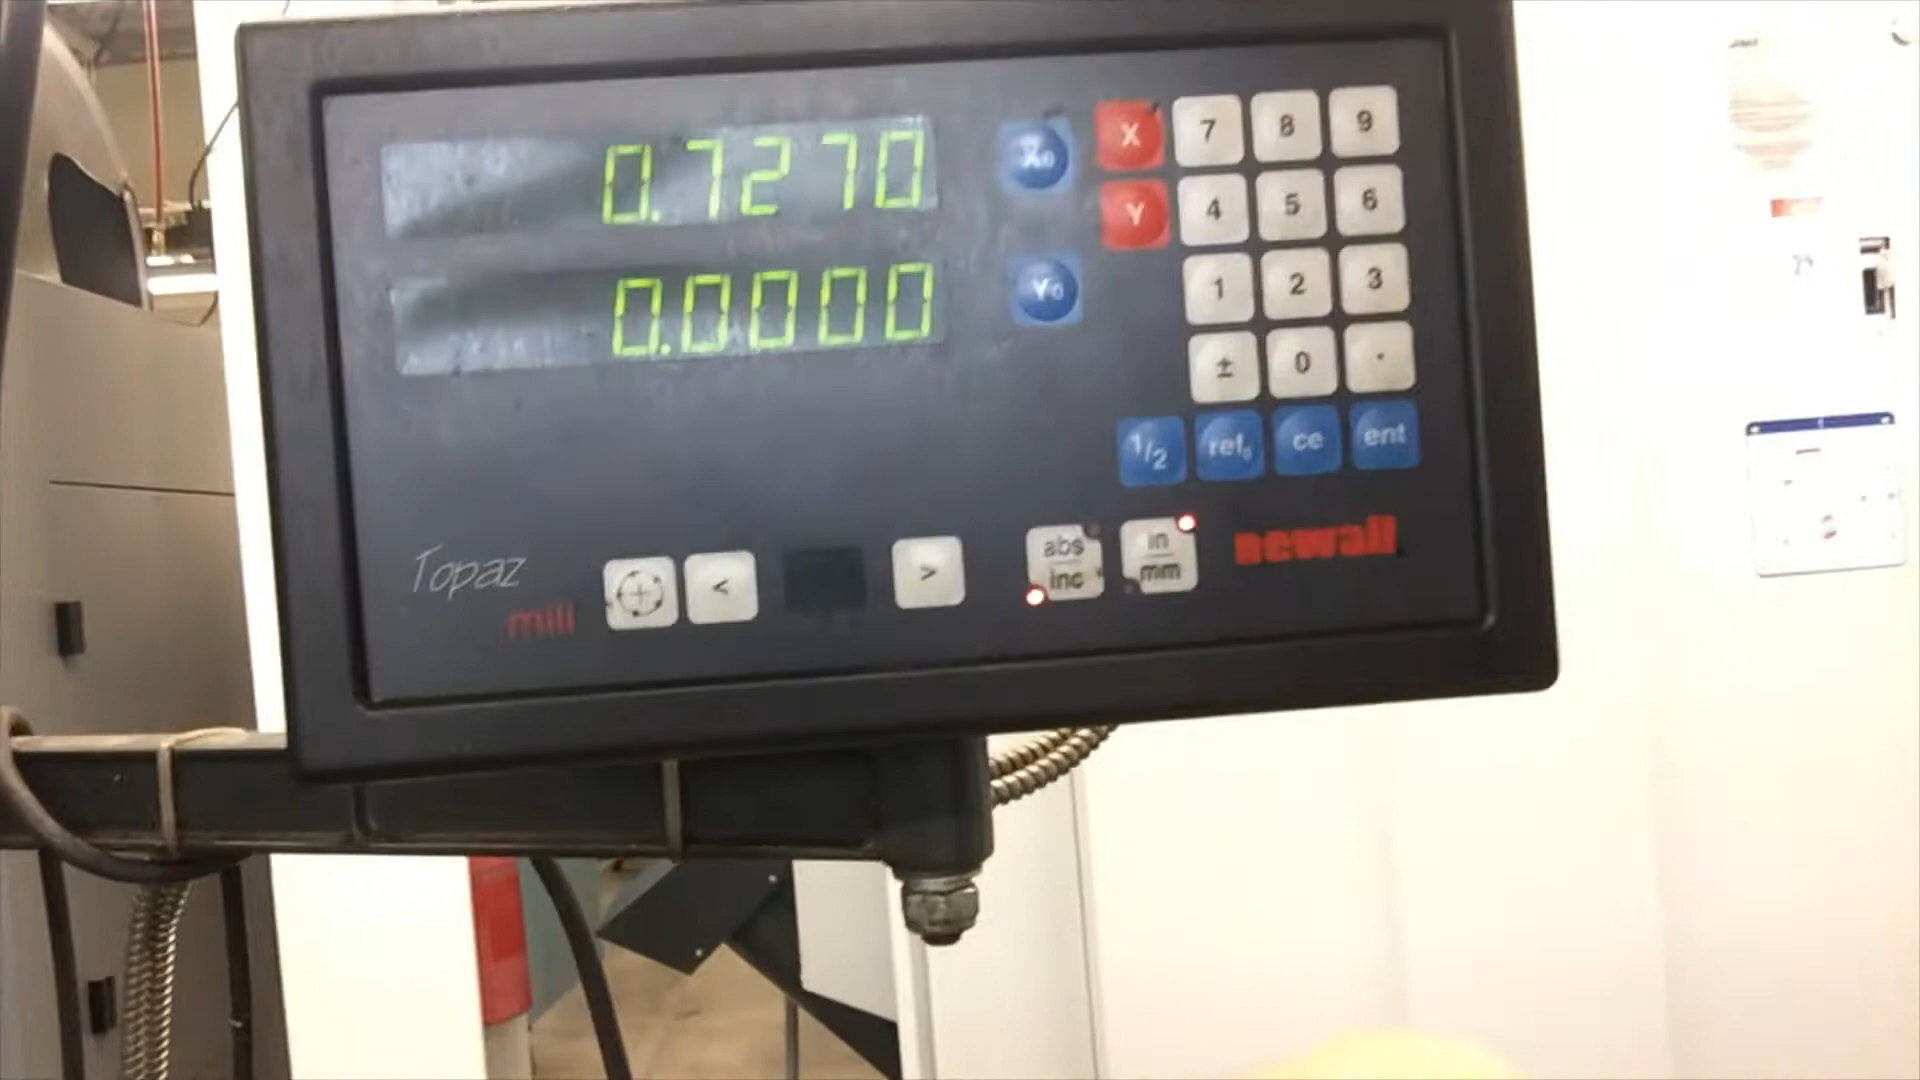 0.7270
X0
X
7
8
9
Y
4
5
6
0.0000
Y0
1
2
3
±
0
.
1/2
ref0
ce
ent
Topaz
mill
<
>
abs
inc
in
mm
newall